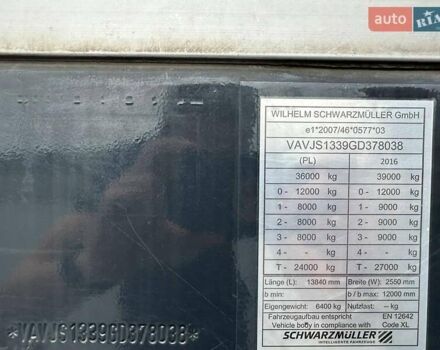 auto.ria
WILHELM SCHWARZMÜLLER GmbH
e1*2007/46*0577*03
VAVJS1339GD378038
(PL) 2016
36000 kg 39000 kg
0 - 12000 kg 0 - 12000 kg
1 - 8000 kg 1 - 9000 kg
2 - 8000 kg 2 - 9000 kg
3 - 8000 kg 3 - 9000 kg
4 - - kg 4 - - kg
T - 24000 kg T - 27000 kg
Länge (L): 13840 mm Breite (W): 2550 mm
b min: b / b max: 12000 mm
Eigengewicht: 6400 kg Nutzlast: -- kg
Fahrzeugaufbau entspricht EN 12642
Vehicle body in compliance with Code XL
SCHWARZMÜLLER
INTELLIGENTE FAHRZEUGE
*VAVJS1339GD378038*